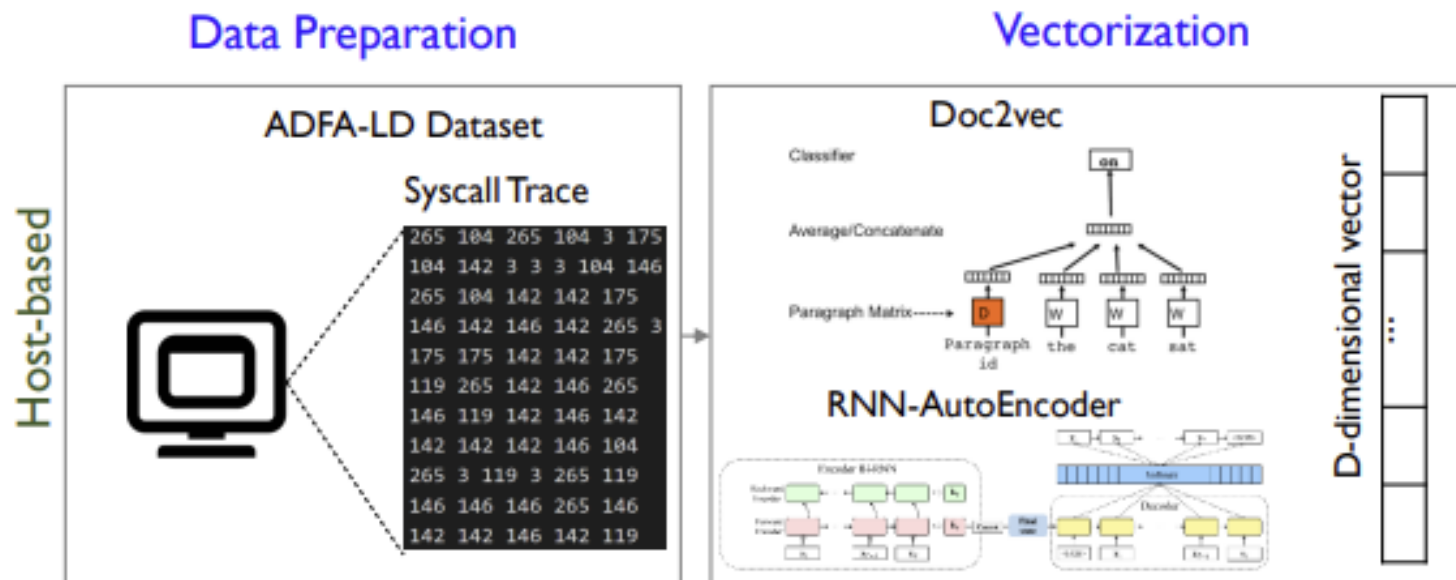 Data Preparation
Vectorization
Host-based
ADFA-LD Dataset
Syscall Trace
265 104 265 104 3 175
104 142 3 3 3 104 146
265 104 142 142 175
146 142 146 142 265 3
175 175 142 142 175
119 265 142 146 265
146 119 142 146 142
142 142 142 146 104
265 3 119 3 265 119
146 146 146 265 146
142 142 146 142 119
Doc2vec
Classifier
on
Average/Concatenate
Paragraph Matrix
D W W W
Paragraph id the cat sat
RNN-AutoEncoder
Encoder Bi-RNN
Decoder
D-dimensional vector
...